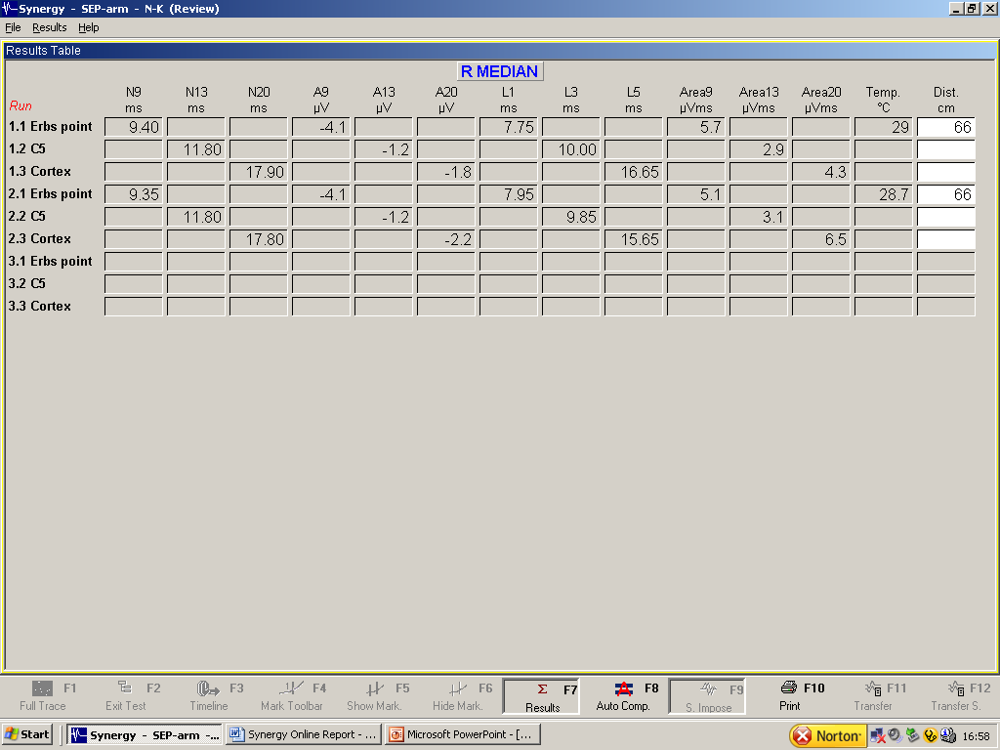 Synergy - SEP-arm - N-K (Review)
File Results Help
Results Table
R MEDIAN
N9 N13 N20 A9 A13 A20 L1 L3 L5 Area9 Area13 Area20 Temp. Dist.
Run ms ms ms µV µV µV ms ms ms µVms µVms µVms °C cm
1.1 Erbs point 9.40 -4.1 7.75 5.7 29 66
1.2 C5 11.80 -1.2 10.00 2.9
1.3 Cortex 17.90 -1.8 16.65 4.3
2.1 Erbs point 9.35 -4.1 7.95 5.1 28.7 66
2.2 C5 11.80 -1.2 9.85 3.1
2.3 Cortex 17.80 -2.2 15.65 6.5
3.1 Erbs point
3.2 C5
3.3 Cortex
F1 F2 F3 F4 F5 F6 Σ F7 F8 F9 F10 F11 F12
Full Trace Exit Test Timeline Mark Toolbar Show Mark. Hide Mark. Results Auto Comp. S. Impose Print Transfer Transfer S.
Start Synergy - SEP-arm -... Synergy Online Report - ... Microsoft PowerPoint - [... Norton 16:58